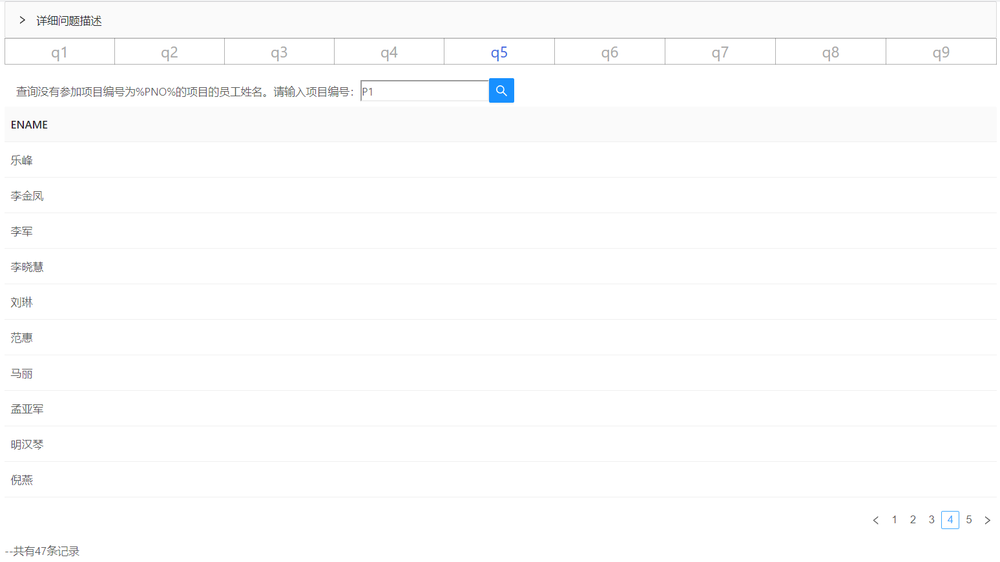 详细问题描述
q1 q2 q3 q4 q5 q6 q7 q8 q9
查询没有参加项目编号为%PNO%的项目的员工姓名。请输入项目编号： P1
ENAME
乐峰
李金凤
李军
李晓慧
刘琳
范惠
马丽
孟亚军
明汉琴
倪燕
1 2 3 4 5
--共有47条记录